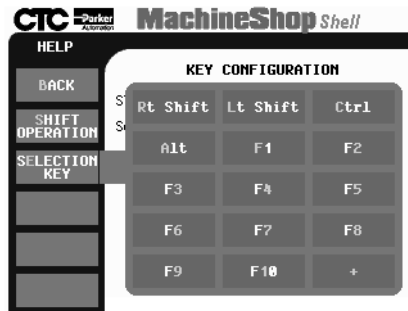 CTC Parker Automation MachineShop Shell
HELP
BACK
SHIFT
OPERATION
SELECTION
KEY
KEY CONFIGURATION
Rt Shift Lt Shift Ctrl
Alt F1 F2
F3 F4 F5
F6 F7 F8
F9 F10 +